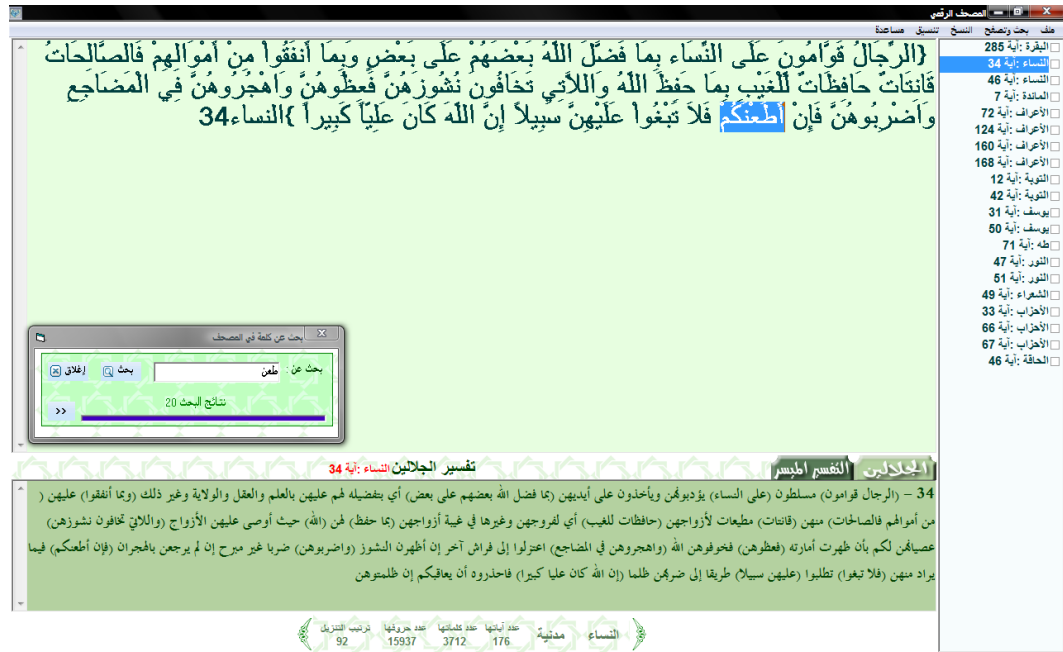 المصحف الرقمي
ملف بحث وتصفح النسخ تنسيق مساعدة
البقرة :آية 285
النساء :آية 34
النساء :آية 46
المائدة :آية 7
الأعراف :آية 72
الأعراف :آية 124
الأعراف :آية 160
الأعراف :آية 168
التوبة :آية 12
التوبة :آية 42
يوسف :آية 31
يوسف :آية 50
طه :آية 71
النور :آية 47
النور :آية 51
الشعراء :آية 49
الأحزاب :آية 33
الأحزاب :آية 66
الأحزاب :آية 67
الحاقة :آية 46
{الرِّجَالُ قَوَّامُونَ عَلَى النِّسَاء بِمَا فَضَّلَ اللّهُ بَعْضَهُمْ عَلَى بَعْضٍ وَبِمَا أَنفَقُواْ مِنْ أَمْوَالِهِمْ فَالصَّالِحَاتُ
قَانِتَاتٌ حَافِظَاتٌ لِّلْغَيْبِ بِمَا حَفِظَ اللّهُ وَاللاَّتِي تَخَافُونَ نُشُوزَهُنَّ فَعِظُوهُنَّ وَاهْجُرُوهُنَّ فِي الْمَضَاجِعِ
وَاضْرِبُوهُنَّ فَإِنْ أَطَعْنَكُمْ فَلاَ تَبْغُواْ عَلَيْهِنَّ سَبِيلاً إِنَّ اللّهَ كَانَ عَلِيّاً كَبِيراً }النساء34
بحث عن كلمة في المصحف
بحث عن : طعن بحث إغلاق
نتائج البحث 20
<<
الجلالين التفسير الميسر تفسير الجلالين النساء :آية 34
34 – (الرجال قوامون) مسلطون (على النساء) يؤدبونهن ويأخذون على أيديهن (بما فضل الله بعضهم على بعض) أي بتفضيله لهم عليهن بالعلم والعقل والولاية وغير ذلك (وبما أنفقوا) عليهن (
من أموالهم فالصالحات) منهن (قانتات) مطيعات لأزواجهن (حافظات للغيب) أي لفروجهن وغيرها في غيبة أزواجهن (بما حفظ) لهن (الله) حيث أوصى عليهن الأزواج (واللاتي تخافون نشوزهن)
عصيانهن لكم بأن ظهرت أمارته (فعظوهن) فخوفوهن الله (واهجروهن في المضاجع) اعتزلوا إلى فراش آخر إن أظهرن النشوز (واضربوهن) ضربا غير مبرح إن لم يرجعن بالهجران (فإن أطعنكم) فيما
يراد منهن (فلا تبغوا) تطلبوا (عليهن سبيلا) طريقا إلى ضربهن ظلما (إن الله كان عليا كبيرا) فاحذروه أن يعاقبكم إن ظلمتوهن
النساء مدنية عدد آياتها عدد كلماتها عدد حروفها ترتيب التنزيل
176 3712 15937 92